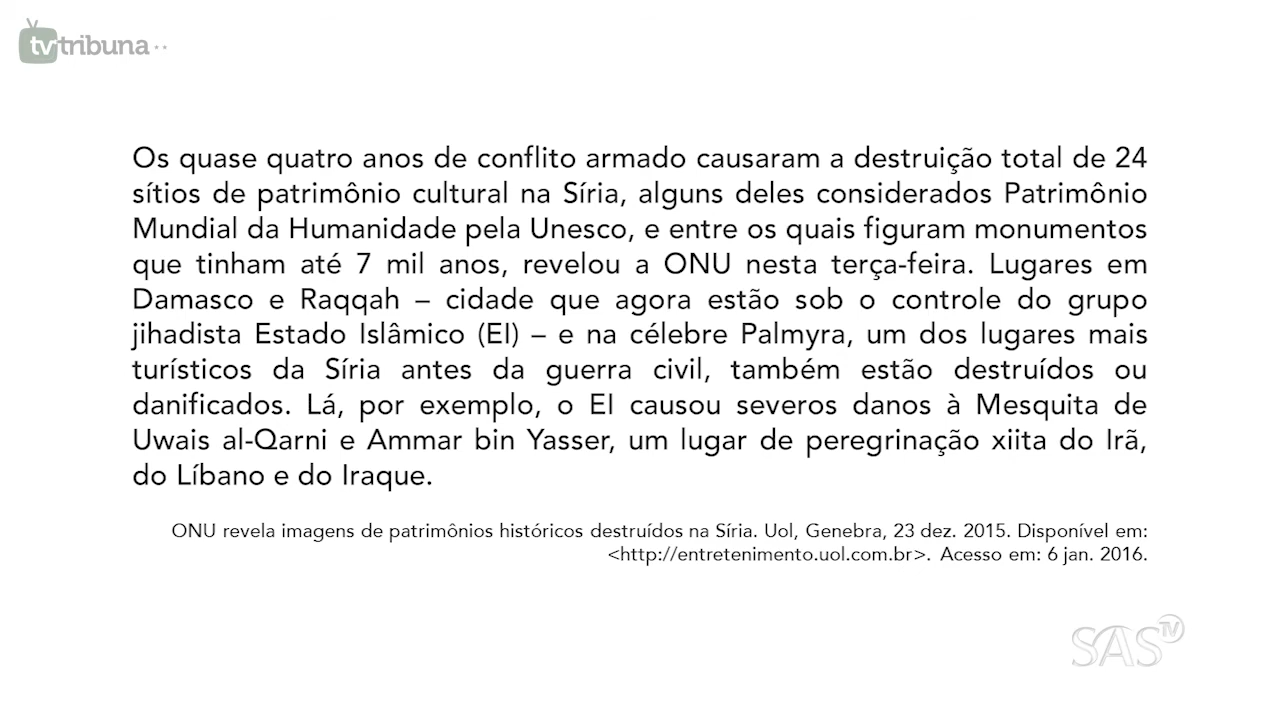 tvtribuna
Os quase quatro anos de conflito armado causaram a destruição total de 24
sítios de patrimônio cultural na Síria, alguns deles considerados Patrimônio
Mundial da Humanidade pela Unesco, e entre os quais figuram monumentos
que tinham até 7 mil anos, revelou a ONU nesta terça-feira. Lugares em
Damasco e Raqqah – cidade que agora estão sob o controle do grupo
jihadista Estado Islâmico (EI) – e na célebre Palmyra, um dos lugares mais
turísticos da Síria antes da guerra civil, também estão destruídos ou
danificados. Lá, por exemplo, o EI causou severos danos à Mesquita de
Uwais al-Qarni e Ammar bin Yasser, um lugar de peregrinação xiita do Irã,
do Líbano e do Iraque.
ONU revela imagens de patrimônios históricos destruídos na Síria. Uol, Genebra, 23 dez. 2015. Disponível em:
<http://entretenimento.uol.com.br>. Acesso em: 6 jan. 2016.
SAS TV